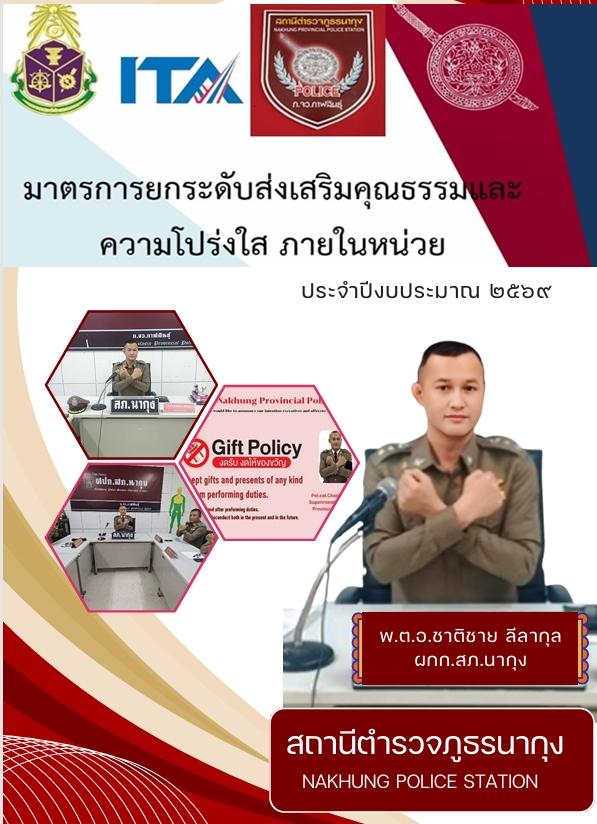 ITA
สถานีตำรวจภูธรนากุง
NAKHUNG PROVINCIAL POLICE STATION
POLICE
ภ.จว.กาฬสินธุ์
มาตรการยกระดับส่งเสริมคุณธรรมและ
ความโปร่งใส ภายในหน่วย
ประจำปีงบประมาณ ๒๕๖๙
ภ.จว.กาฬสินธุ์
สภ.นากุง
Nakhung Provincial Pol
would like to announce our intention executives and officers
Gift Policy
งดรับ งดให้ของขวัญ
ept gifts and presents of any kind
m performing duties.
and after preforming duties.
isconduct both in the present and in the future.
Pol.col.Chat
Superintend
Provinc
สภ.นากุง
พ.ต.อ.ชาติชาย ลีลากุล
ผกก.สภ.นากุง
สถานีตำรวจภูธรนากุง
NAKHUNG POLICE STATION